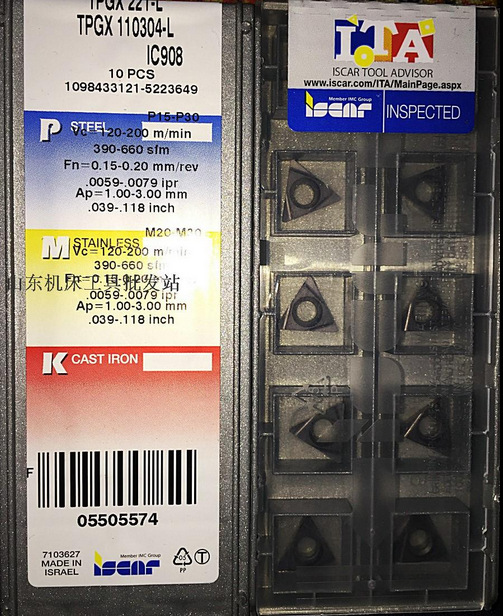 TPGX 221-L
TPGX 110304-L
IC908
10 PCS
1098433121-5223649
P15-P30
P STEEL
Vc=120-200 m/min
390-660 sfm
Fn=0.15-0.20 mm/rev
.0059-.0079 ipr
Ap=1.00-3.00 mm
.039-.118 inch
M STAINLESS
Vc=120-200 m/min
390-660 sfm
山东机床工具批发站
.0059-.0079 ipr
Ap=1.00-3.00 mm
.039-.118 inch
K CAST IRON
F
05505574
7103627
MADE IN
ISRAEL
Member IMC Group
iscar
05
PP
T
ITA
ISCAR TOOL ADVISOR
www.iscar.com/ITA/MainPage.aspx
Member IMC Group
iscar
INSPECTED